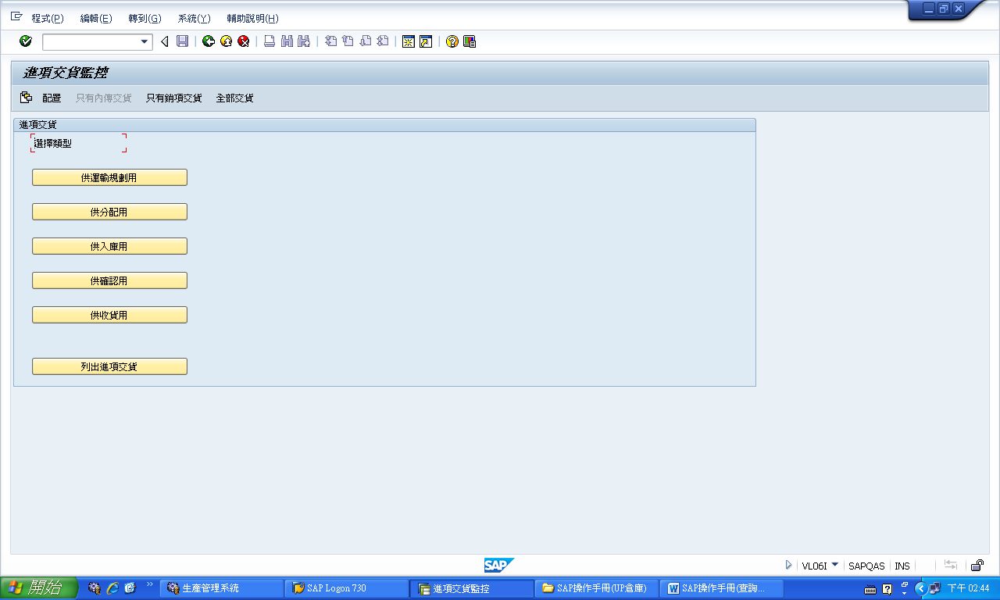 程式(P) 編輯(E) 轉到(G) 系統(Y) 輔助說明(H)
進項交貨監控
配置 只有內傳交貨 只有銷項交貨 全部交貨
進項交貨
選擇類型
供運輸規劃用
供分配用
供入庫用
供確認用
供收貨用
列出進項交貨
SAP VL06I SAPQAS INS
開始 生産管理系統 SAP Logon 730 進項交貨監控 SAP操作手冊(UP倉庫) SAP操作手冊(查詢... 下午 02:44